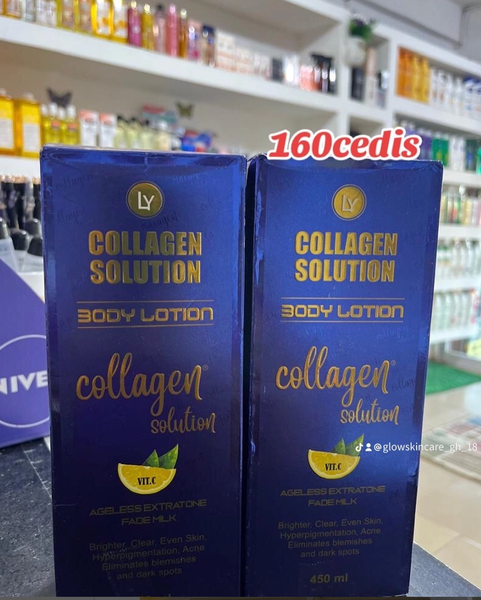 160cedis
LY
COLLAGEN
SOLUTION
BODY LOTION
collagen®
solution
VIT.C
AGELESS EXTRATONE
FADE MILK
Brighter, Clear, Even Skin,
Hyperpigmentation, Acne
Eliminates blemishes
and dark spots
LY
COLLAGEN
SOLUTION
BODY LOTION
collagen®
solution
VIT.C
AGELESS EXTRATONE
FADE MILK
Brighter, Clear, Even Skin,
Hyperpigmentation, Acne
Eliminates blemishes
and dark spots
450 ml
NIVE
@glowskincare_gh_18